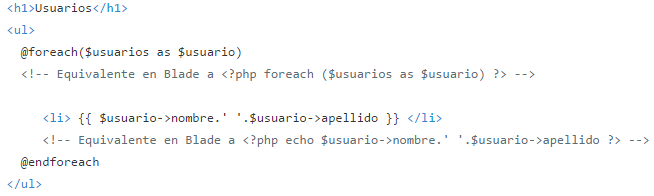 <h1>Usuarios</h1>
<ul>
@foreach($usuarios as $usuario)
<!-- Equivalente en Blade a <?php foreach ($usuarios as $usuario) ?> -->
<li> {{ $usuario->nombre.' '.$usuario->apellido }} </li>
<!-- Equivalente en Blade a <?php echo $usuario->nombre.' '.$usuario->apellido ?> -->
@endforeach
</ul>